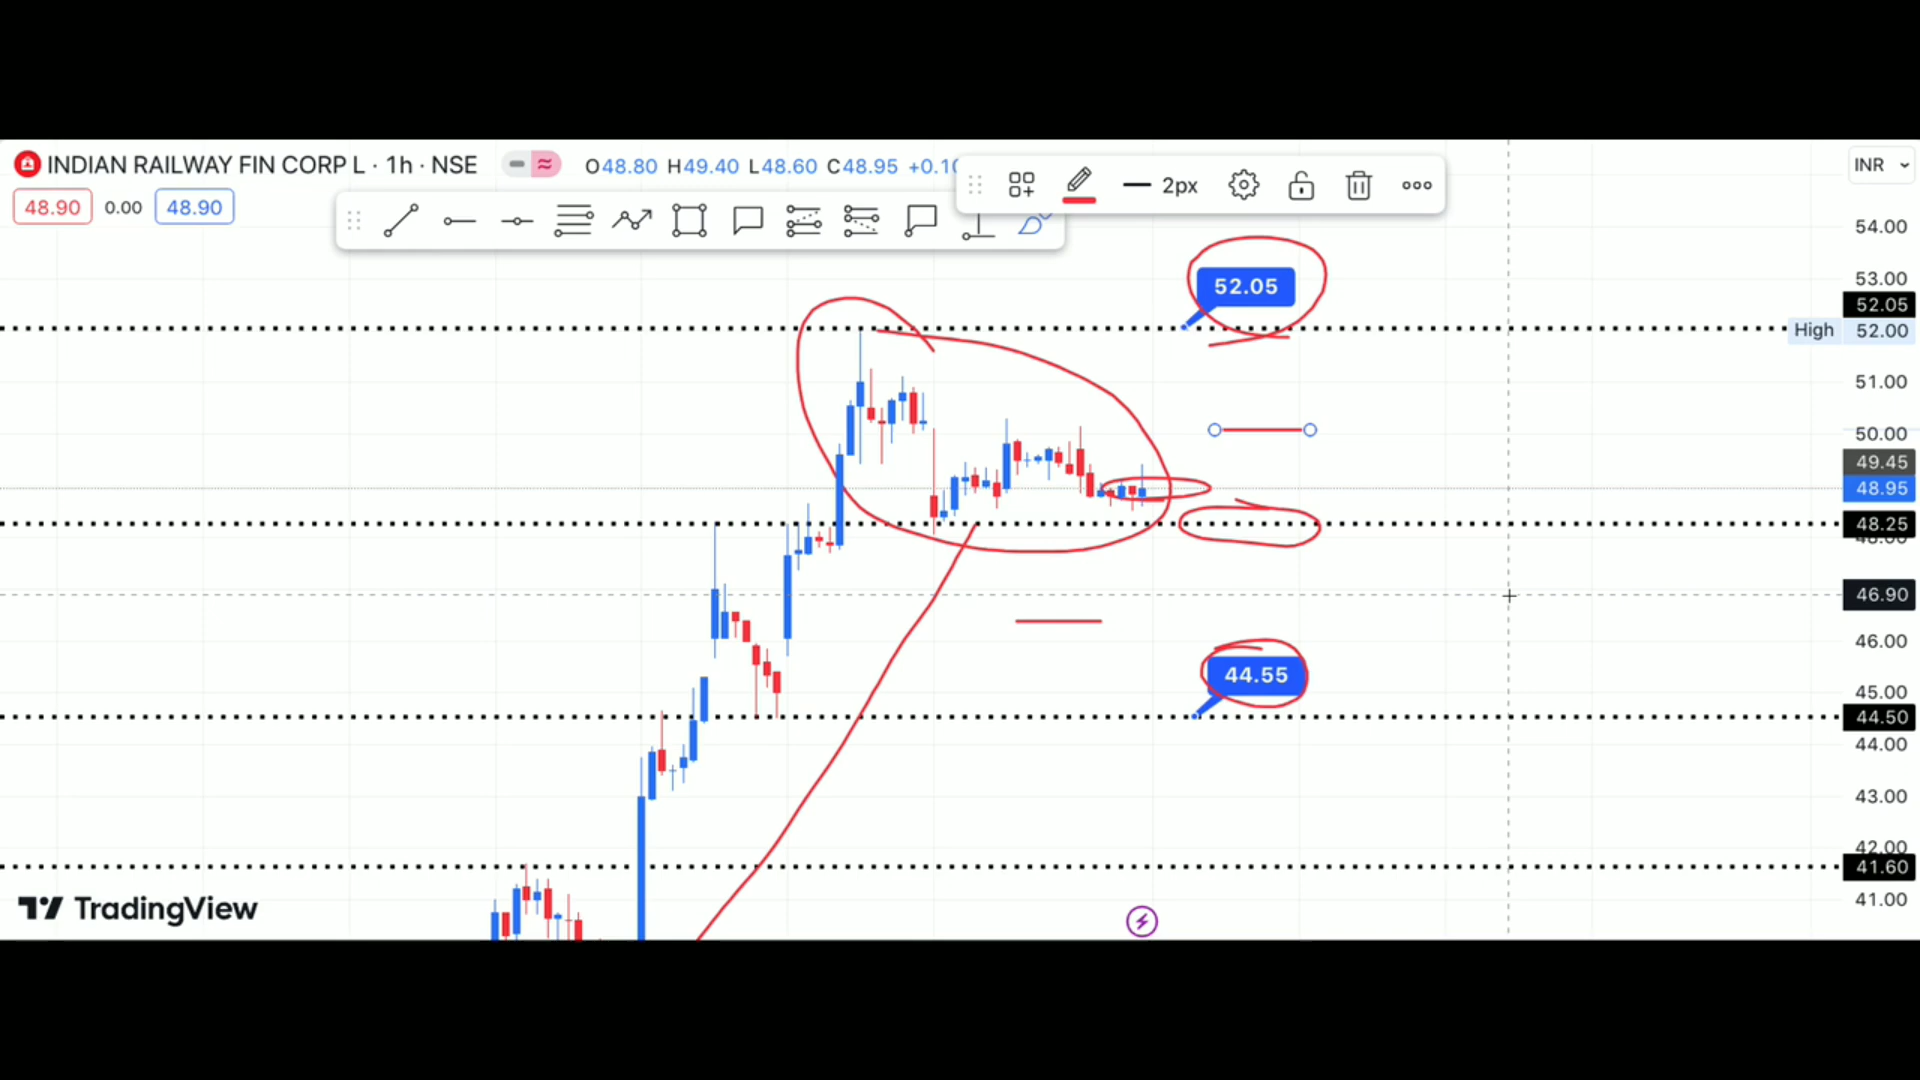 INDIAN RAILWAY FIN CORP L · 1h · NSE
O48.80 H49.40 L48.60 C48.95
48.90 0.00 48.90
2px
INR
54.00
53.00
52.05
52.05
High 52.00
51.00
50.00
49.45
48.95
48.25
46.90
46.00
44.55
45.00
44.50
44.00
43.00
42.00
41.60
41.00
TradingView